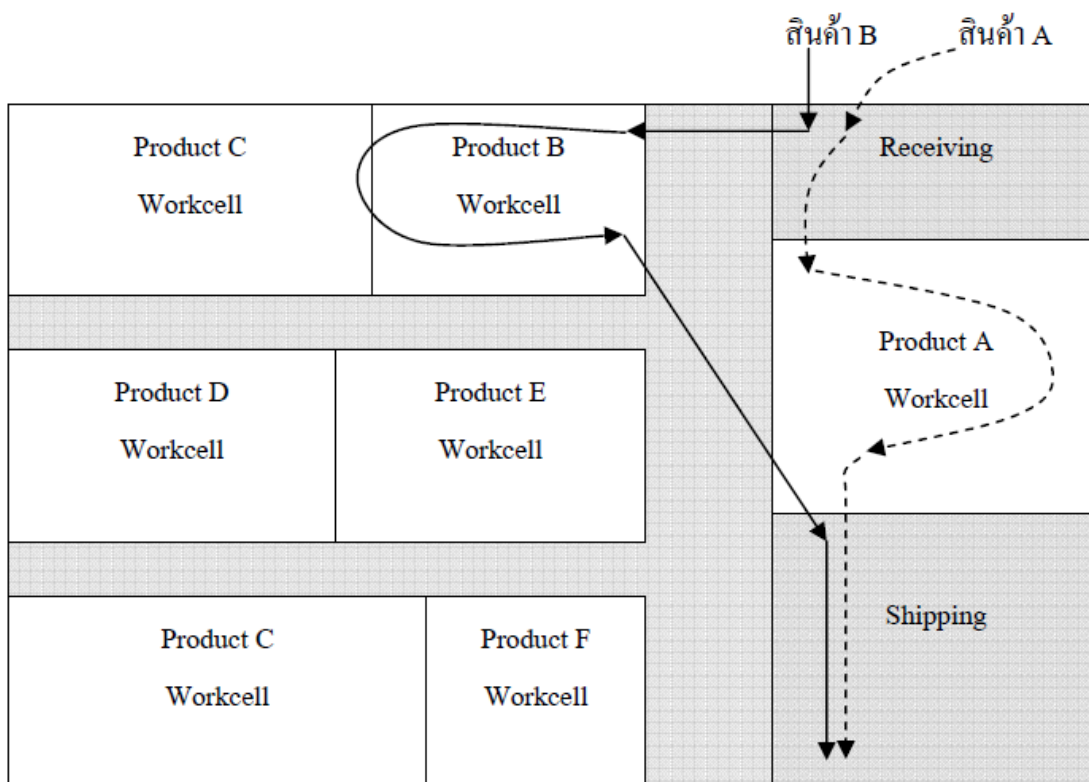 สินค้า B
สินค้า A
Product C
Workcell
Product B
Workcell
Receiving
Product A
Workcell
Product D
Workcell
Product E
Workcell
Shipping
Product C
Workcell
Product F
Workcell